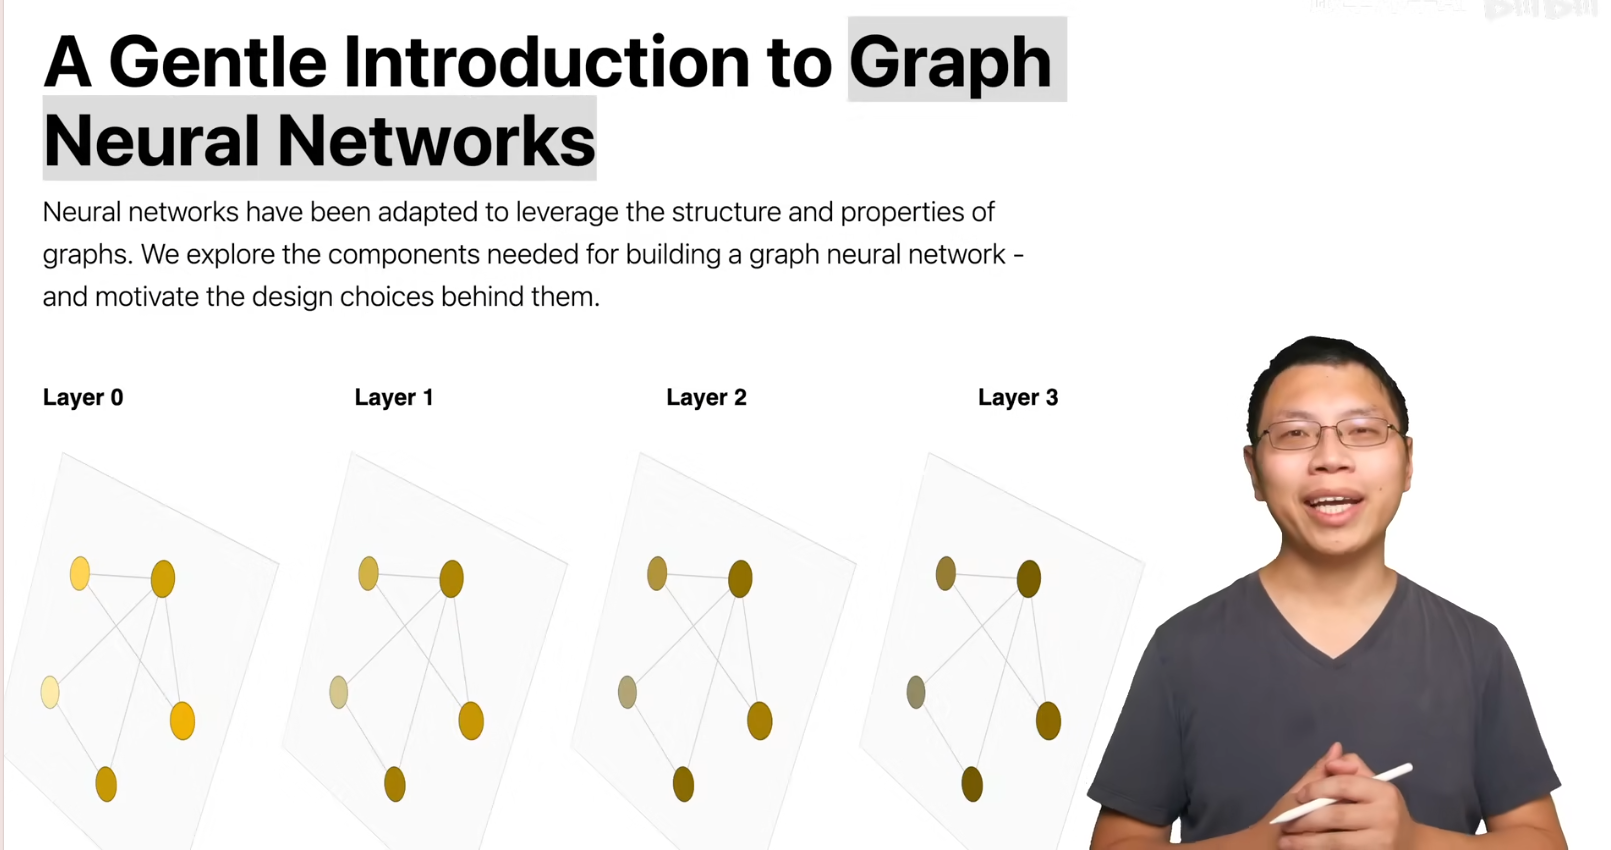 A Gentle Introduction to Graph
Neural Networks
Neural networks have been adapted to leverage the structure and properties of
graphs. We explore the components needed for building a graph neural network -
and motivate the design choices behind them.
Layer 0
Layer 1
Layer 2
Layer 3